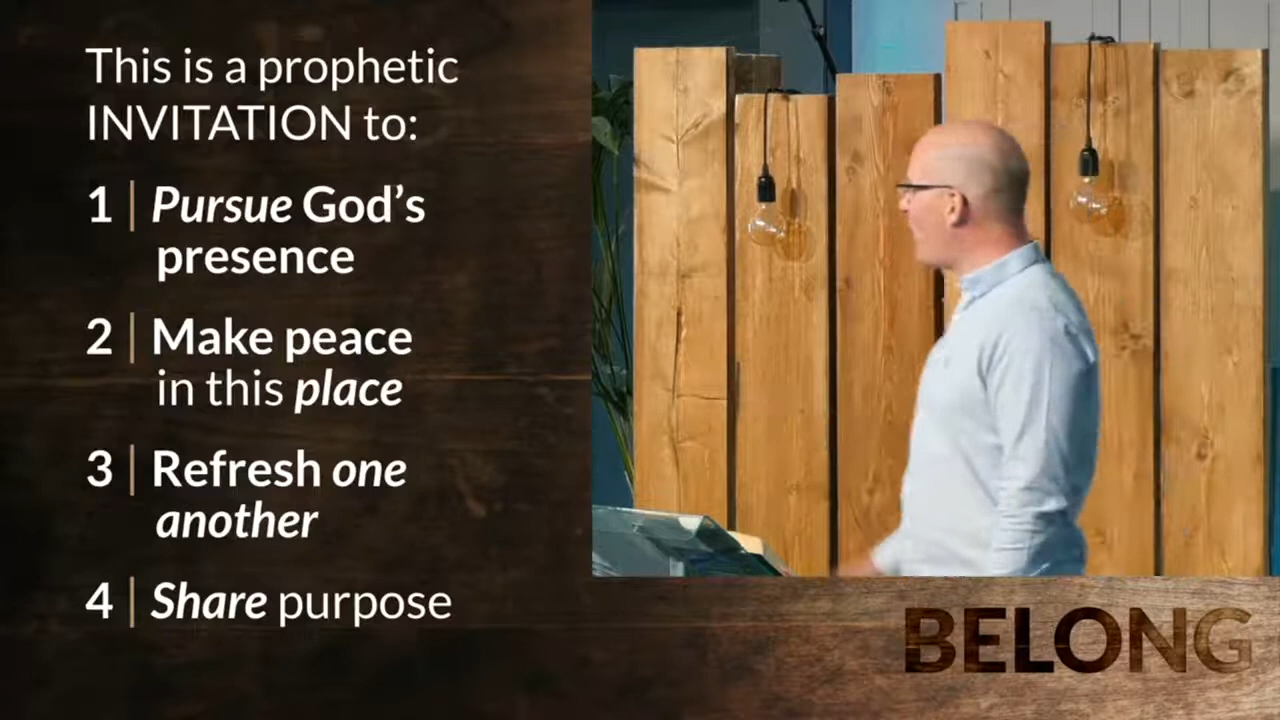 This is a prophetic
INVITATION to:
1 | Pursue God’s
presence
2 | Make peace
in this place
3 | Refresh one
another
4 | Share purpose
BELONG